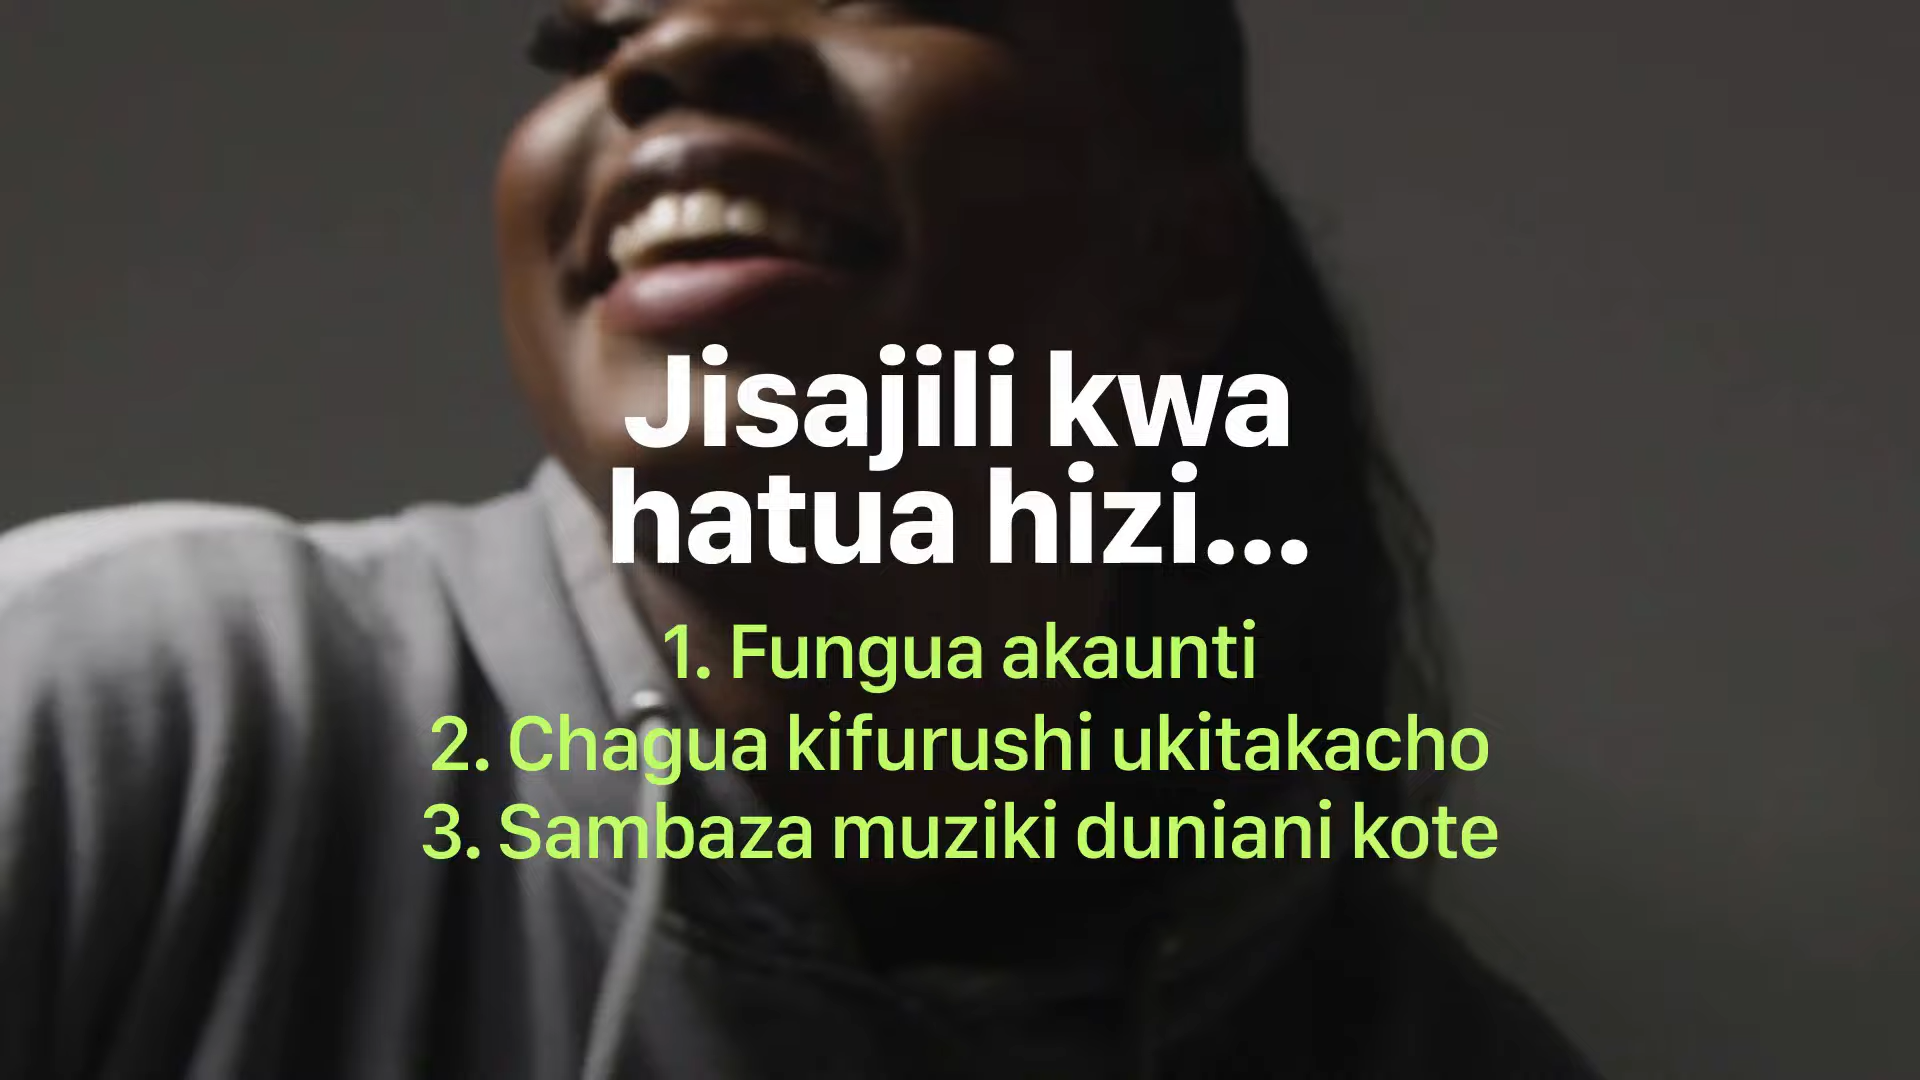 Jisajili kwa
hatua hizi...
1. Fungua akaunti
2. Chagua kifurushi ukitakacho
3. Sambaza muziki duniani kote